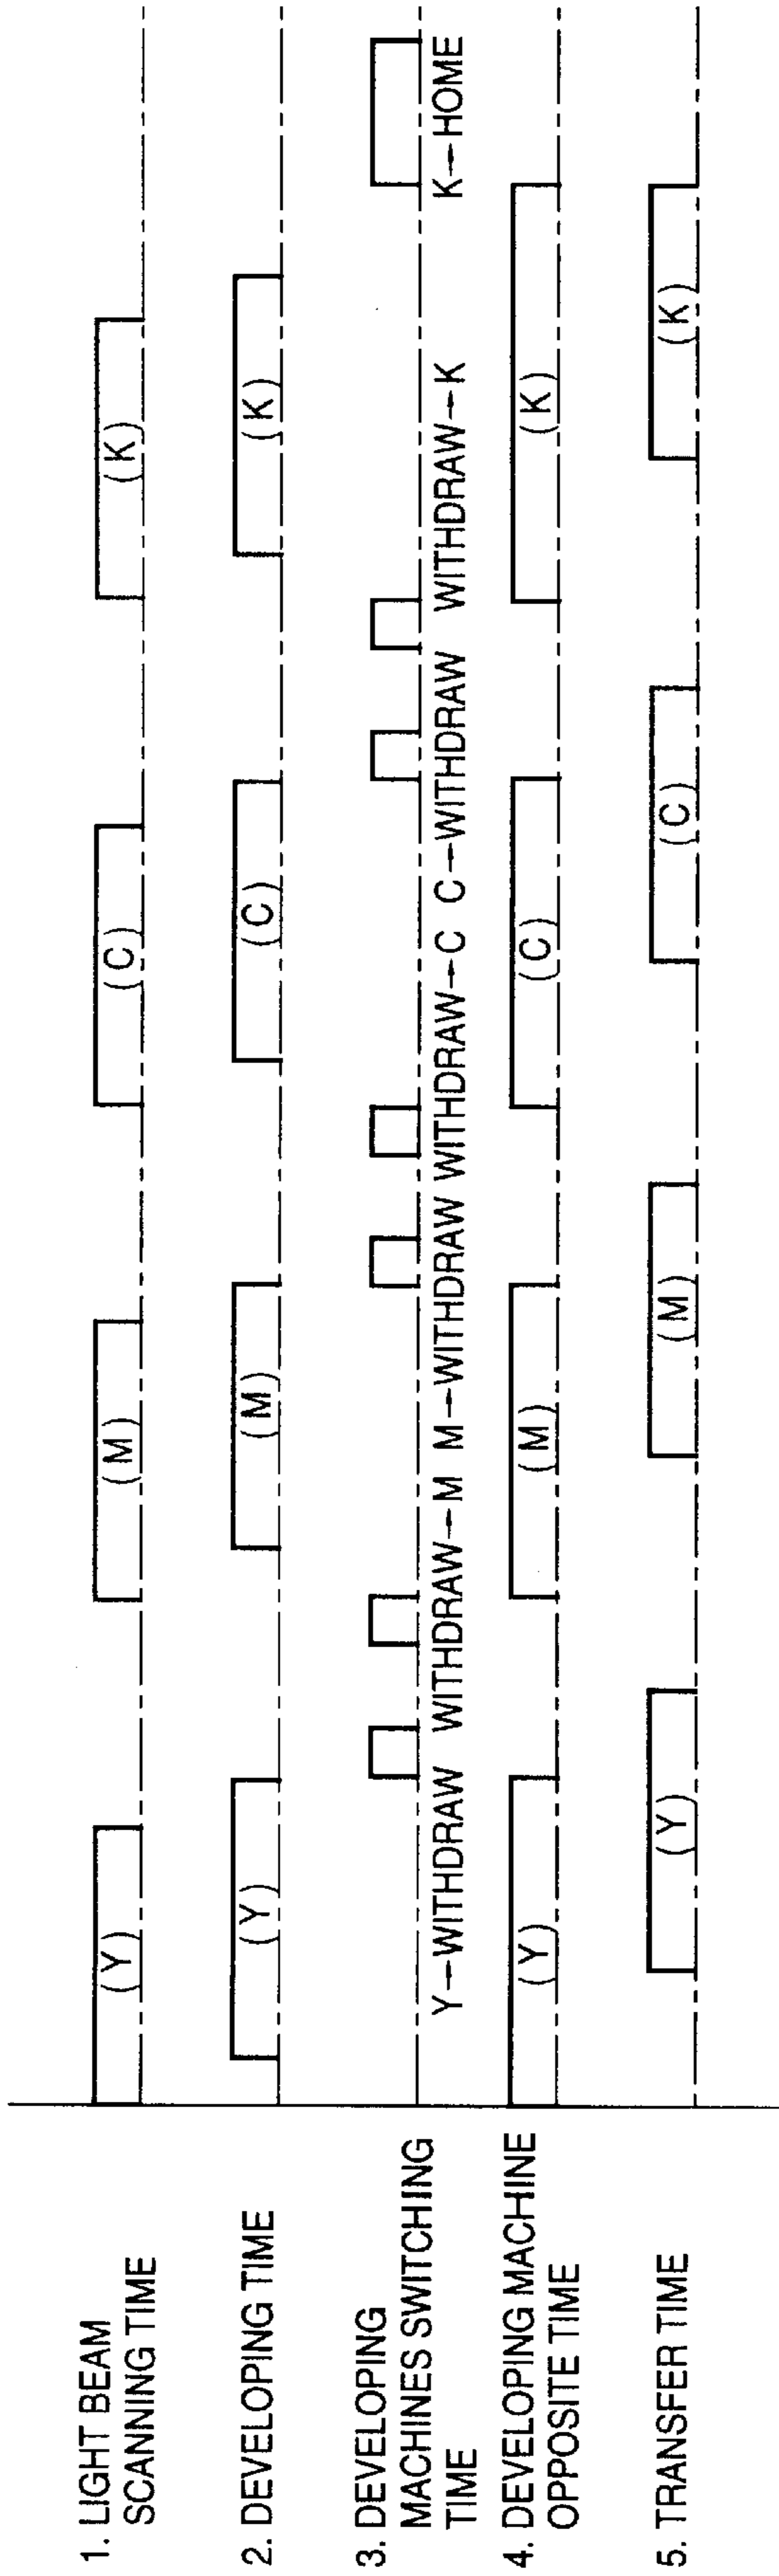 1. LIGHT BEAM
SCANNING TIME
(Y)
(M)
(C)
(K)
2. DEVELOPING TIME
(Y)
(M)
(C)
(K)
3. DEVELOPING
MACHINES SWITCHING
TIME
Y→WITHDRAW WITHDRAW→M M→WITHDRAW WITHDRAW→C C→WITHDRAW WITHDRAW→K K→HOME
4. DEVELOPING MACHINE
OPPOSITE TIME
(Y)
(M)
(C)
(K)
5. TRANSFER TIME
(Y)
(M)
(C)
(K)